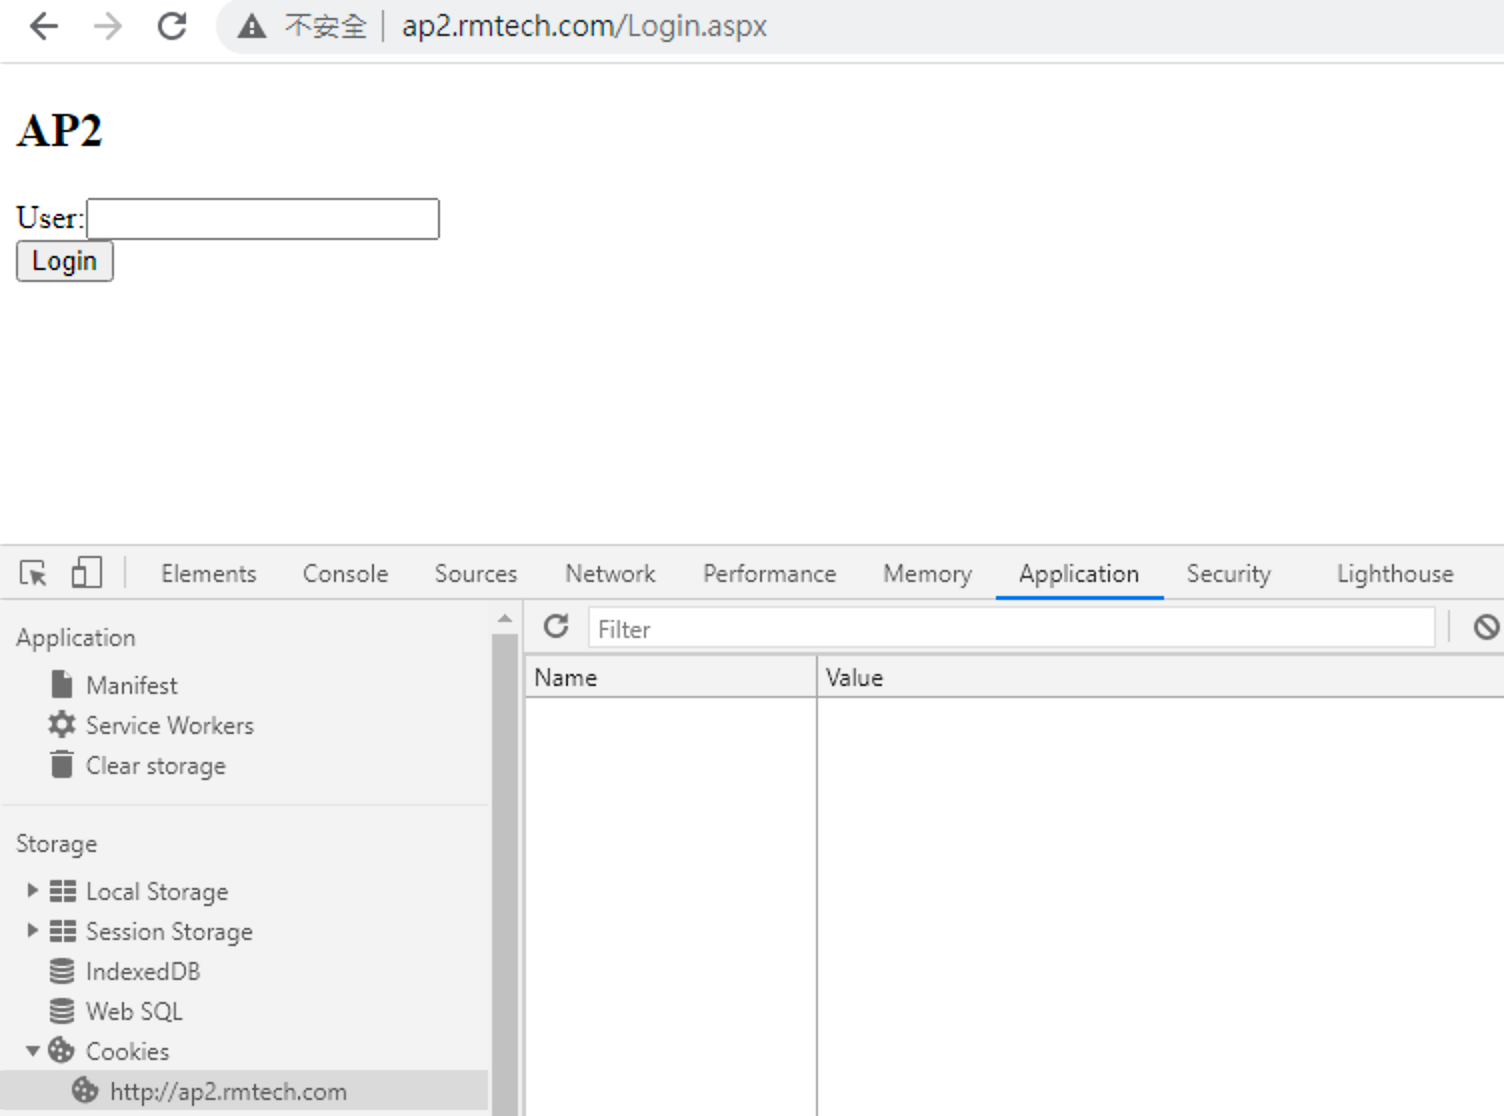 不安全 ap2.rmtech.com/Login.aspx
AP2
User:
Login
Elements Console Sources Network Performance Memory Application Security Lighthouse
Application
Manifest
Service Workers
Clear storage
Storage
Local Storage
Session Storage
IndexedDB
Web SQL
Cookies
http://ap2.rmtech.com
Filter
Name Value